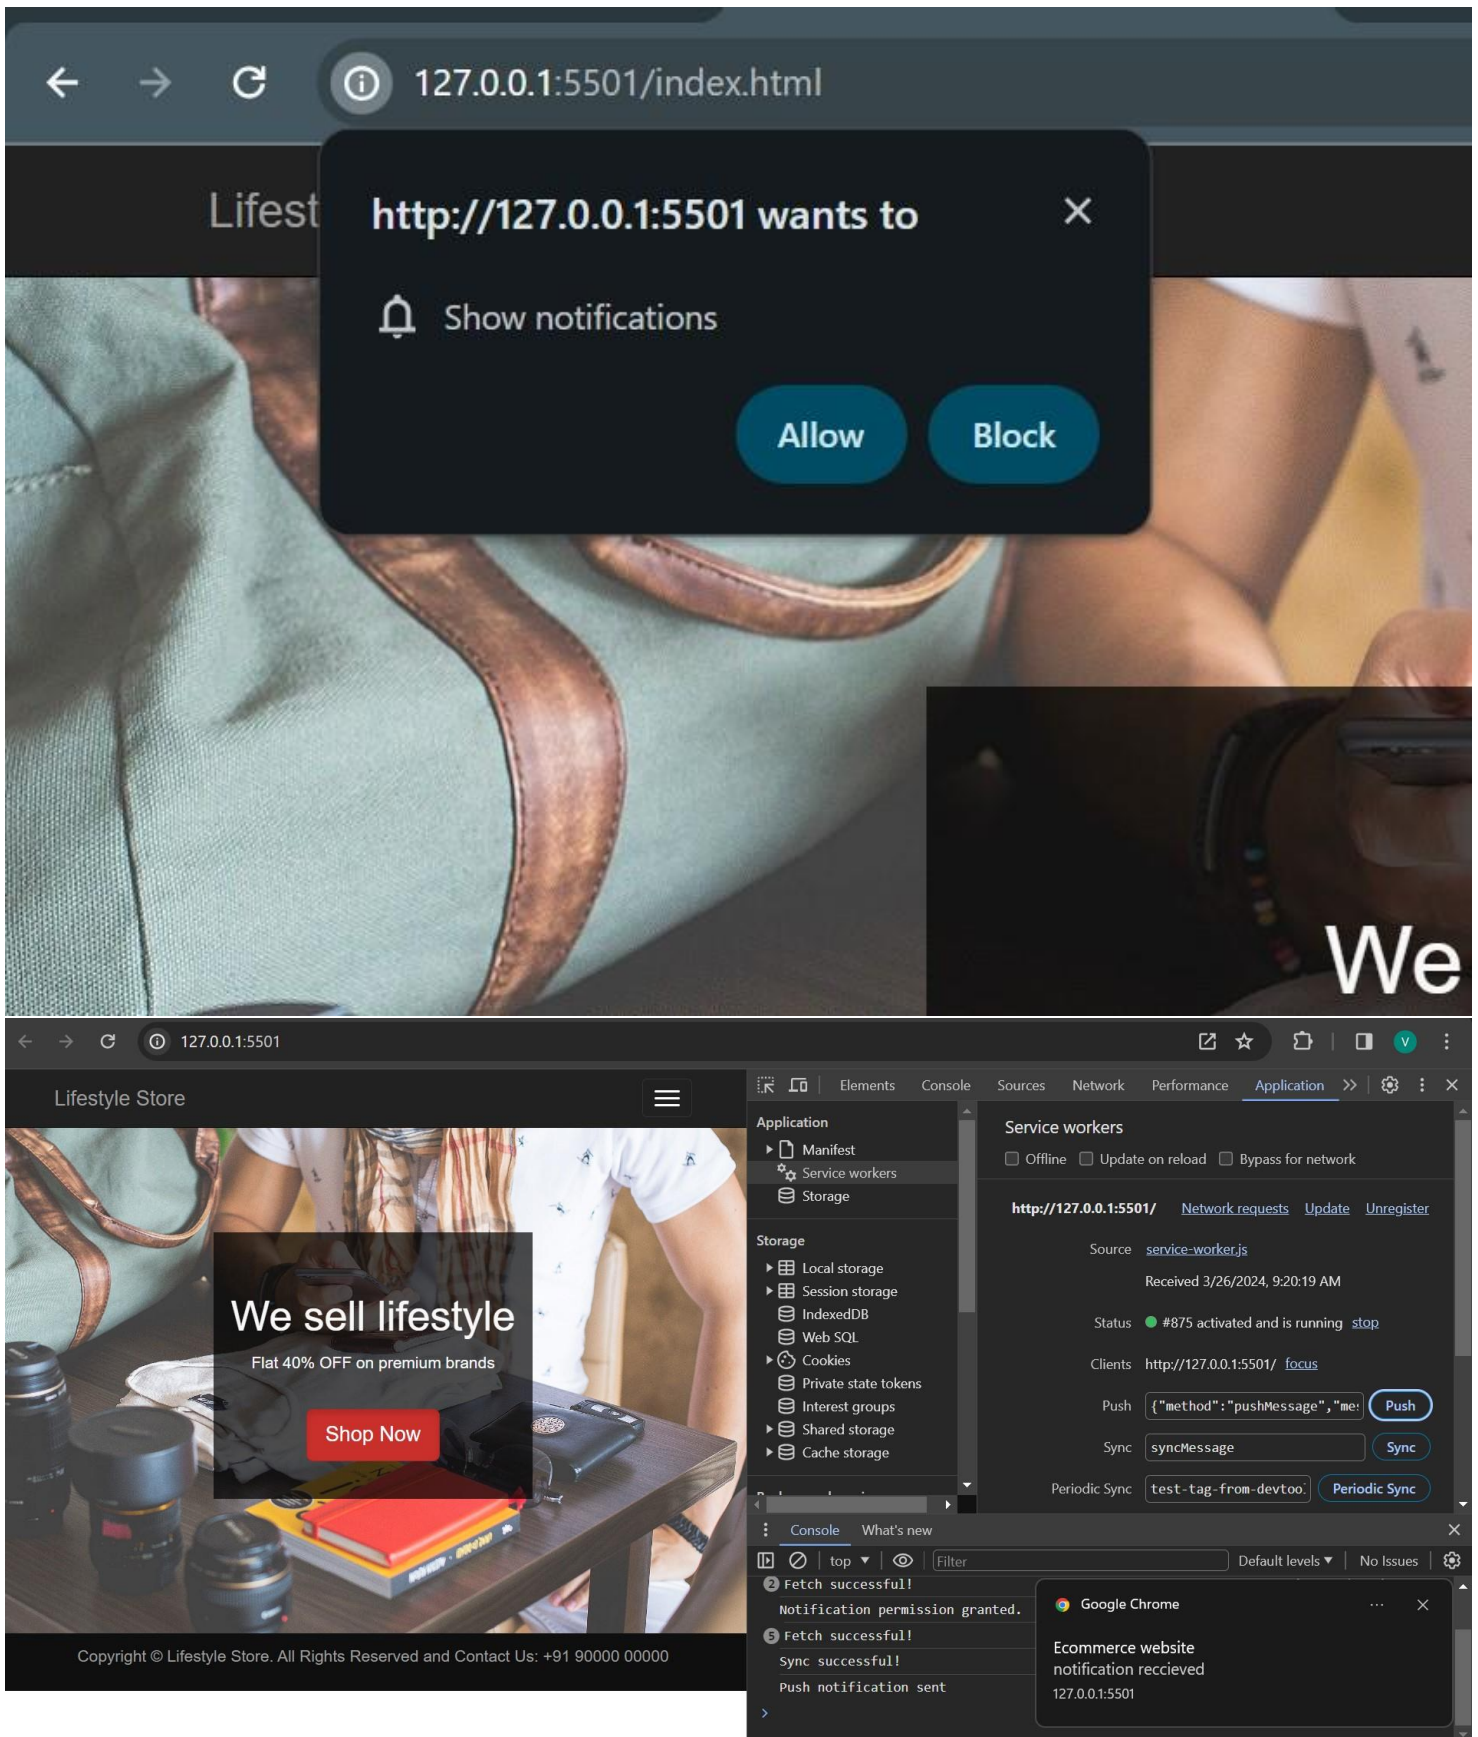 127.0.0.1:5501/index.html
Lifest
http://127.0.0.1:5501 wants to
Show notifications
Allow Block
We
127.0.0.1:5501
V
Lifestyle Store
We sell lifestyle
Flat 40% OFF on premium brands
Shop Now
Copyright © Lifestyle Store. All Rights Reserved and Contact Us: +91 90000 00000
Elements Console Sources Network Performance Application
Application
Manifest
Service workers
Storage
Storage
Local storage
Session storage
IndexedDB
Web SQL
Cookies
Private state tokens
Interest groups
Shared storage
Cache storage
Service workers
Offline Update on reload Bypass for network
http://127.0.0.1:5501/ Network requests Update Unregister
Source service-worker.js
Received 3/26/2024, 9:20:19 AM
Status #875 activated and is running stop
Clients http://127.0.0.1:5501/ focus
Push {"method":"pushMessage","mes Push
Sync syncMessage Sync
Periodic Sync test-tag-from-devtool Periodic Sync
Console What's new
top Filter Default levels No Issues
2 Fetch successful!
Notification permission granted.
5 Fetch successful!
Sync successful!
Push notification sent
Google Chrome
Ecommerce website
notification reccieved
127.0.0.1:5501